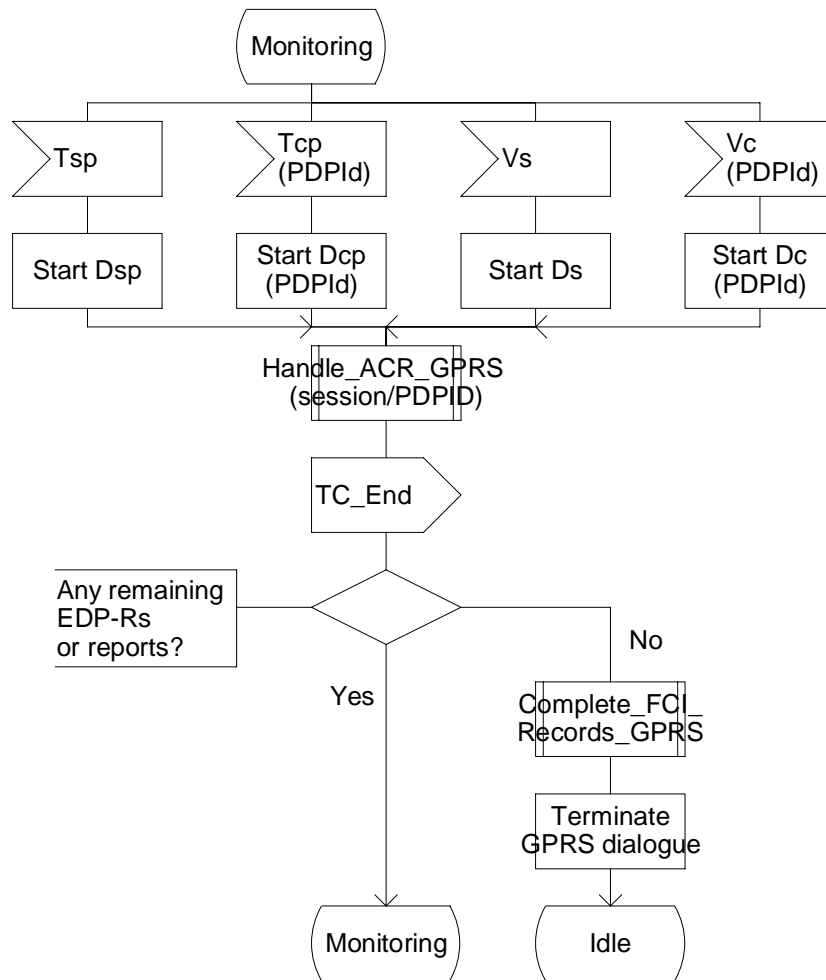 Monitoring
Tsp
Tcp
(PDPId)
Vs
Vc
(PDPId)
Start Dsp
Start Dcp
(PDPId)
Start Ds
Start Dc
(PDPId)
Handle_ACR_GPRS
(session/PDPID)
TC_End
Any remaining
EDP-Rs
or reports?
No
Yes
Complete_FCI_
Records_GPRS
Terminate
GPRS dialogue
Monitoring
Idle